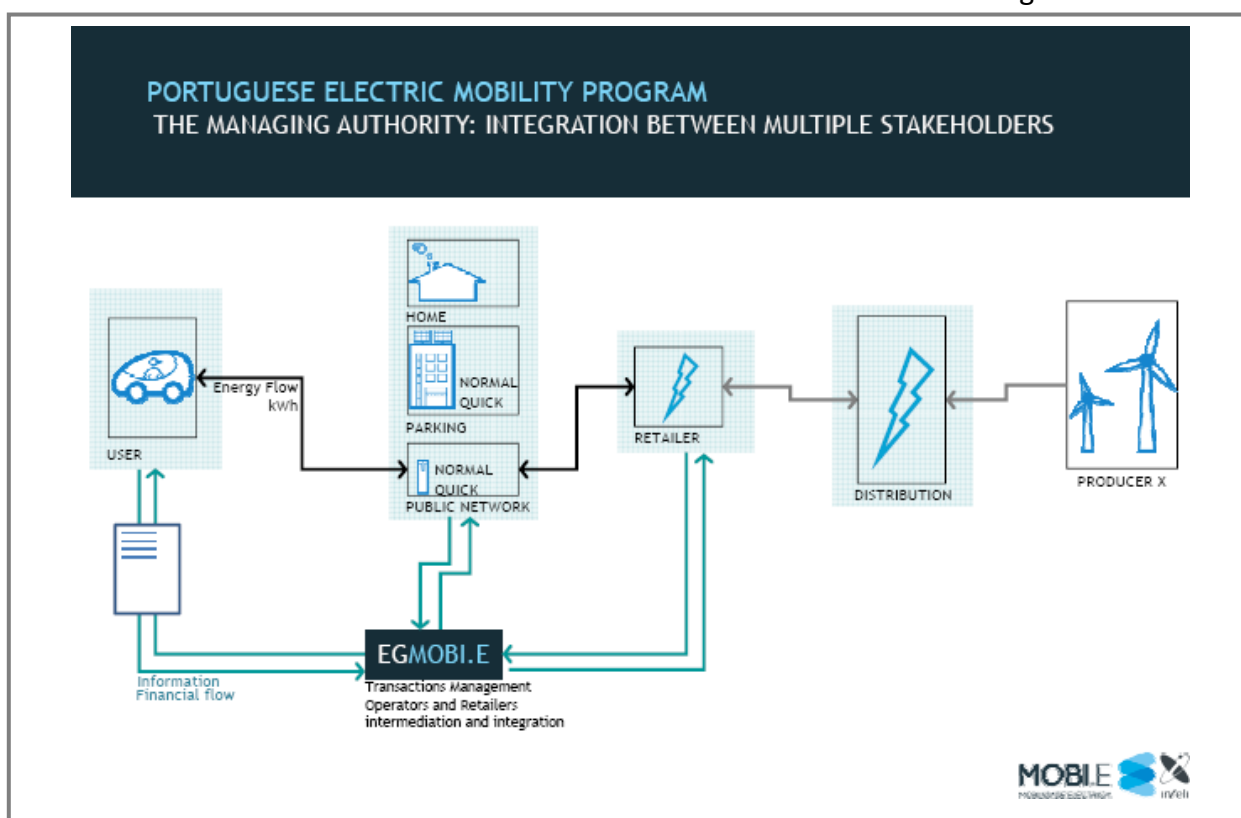 PORTUGUESE ELECTRIC MOBILITY PROGRAM
THE MANAGING AUTHORITY: INTEGRATION BETWEEN MULTIPLE STAKEHOLDERS
HOME
NORMAL
QUICK
PARKING
NORMAL
QUICK
PUBLIC NETWORK
USER
Energy Flow
kWh
RETAILER
DISTRIBUTION
PRODUCER X
EGMOBI.E
Transactions Management
Operators and Retailers
intermediation and integration
Information
Financial flow
MOBI.E
inteli